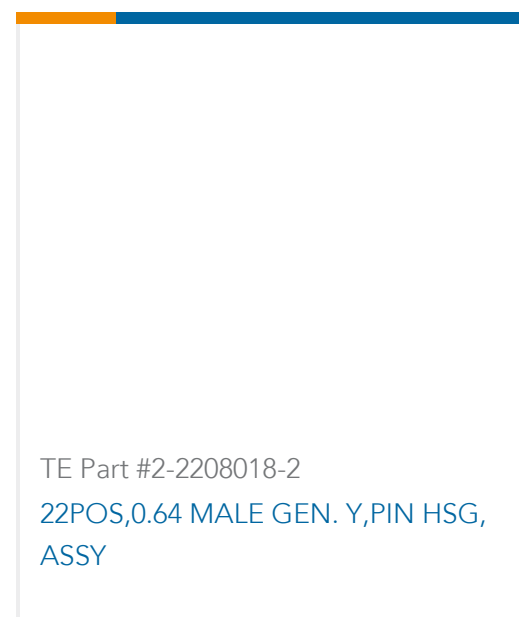 TE Part #2-2208018-2
22POS,0.64 MALE GEN. Y,PIN HSG,
ASSY